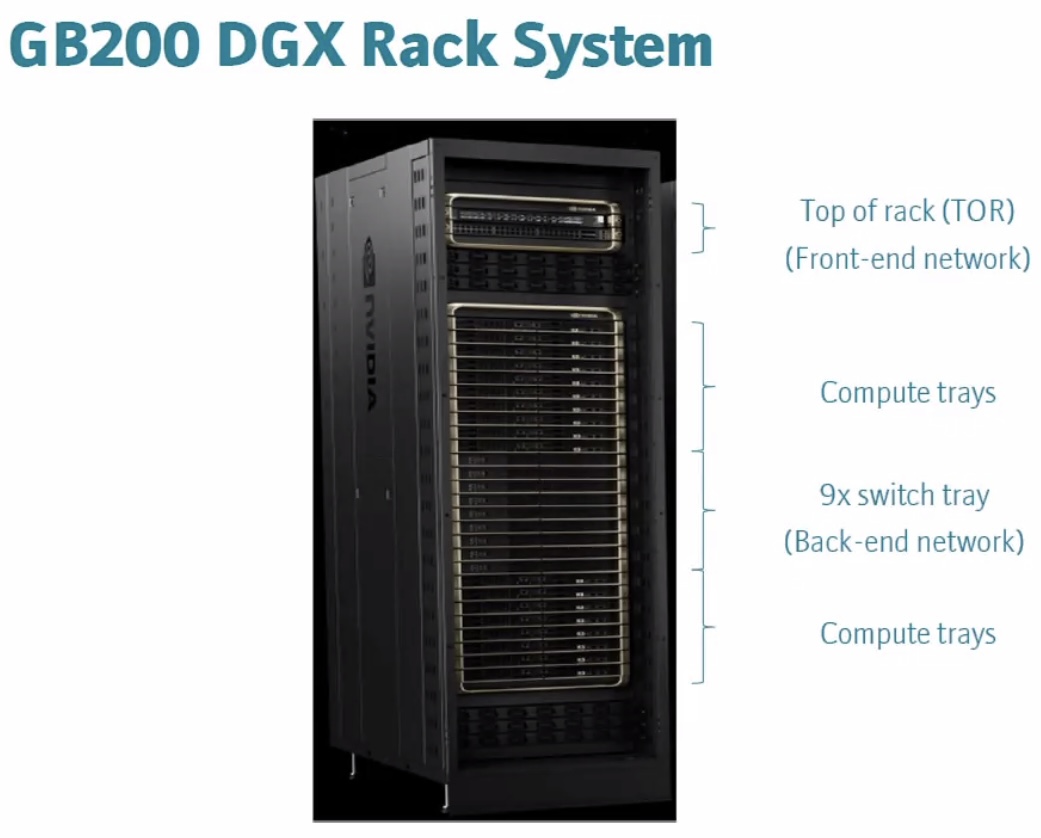 GB200 DGX Rack System
NVIDIA
Top of rack (TOR)
(Front-end network)
Compute trays
9x switch tray
(Back-end network)
Compute trays